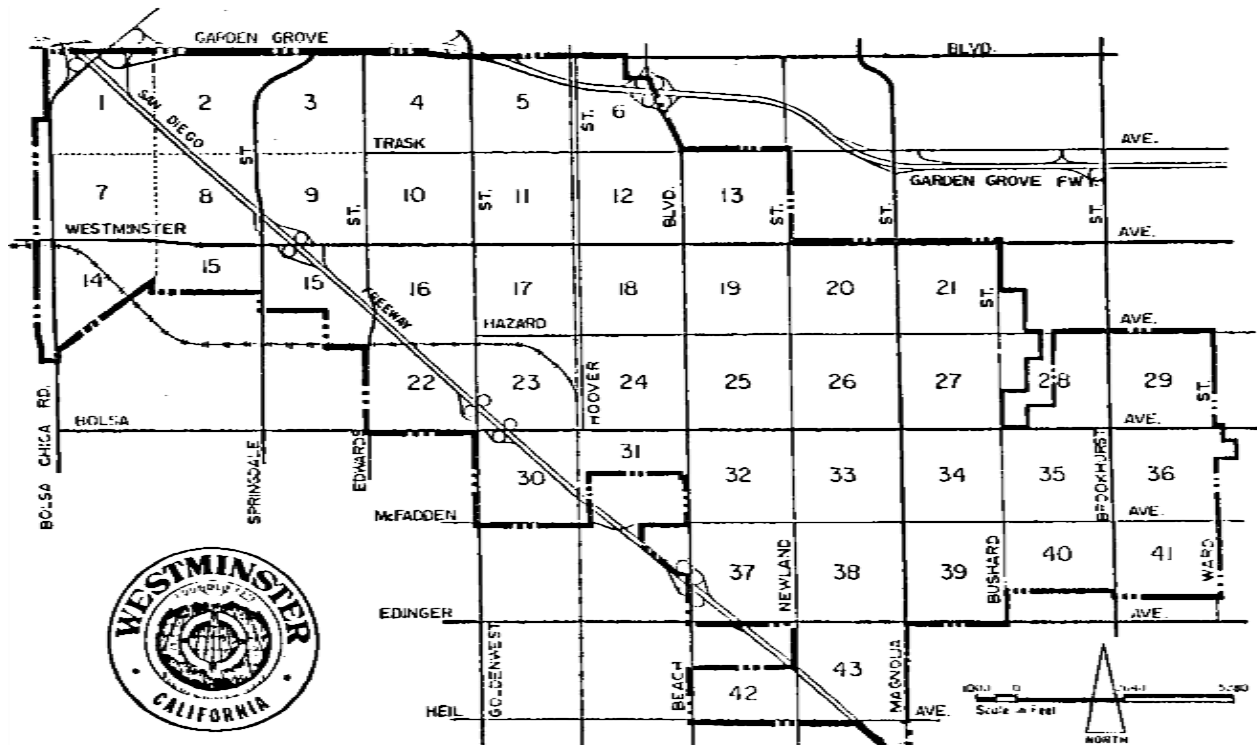 GARDEN GROVE
BLVD.
1
2
3
4
5
6
SAN DIEGO
ST.
ST.
TRASK
AVE.
7
8
9
10
11
12
13
GARDEN GROVE FWY.
ST.
ST.
BLVD.
ST.
ST.
ST.
WESTMINSTER
AVE.
14
15
15
16
17
18
19
20
21
FREEWAY
ST.
HAZARD
AVE.
22
23
24
25
26
27
28
29
HOOVER
ST.
BOLSA
AVE.
BOLSA CHICA RD.
SPRINGDALE
EDWARDS
30
31
32
33
34
35
36
BROOKHURST
McFADDEN
AVE.
37
38
39
40
41
NEWLAND
BUSHARD
WARD
EDINGER
AVE.
GOLDENWEST
BEACH
MAGNOLIA
42
43
HEIL
AVE.
WESTMINSTER
CALIFORNIA
0
5280
Scale in Feet
NORTH